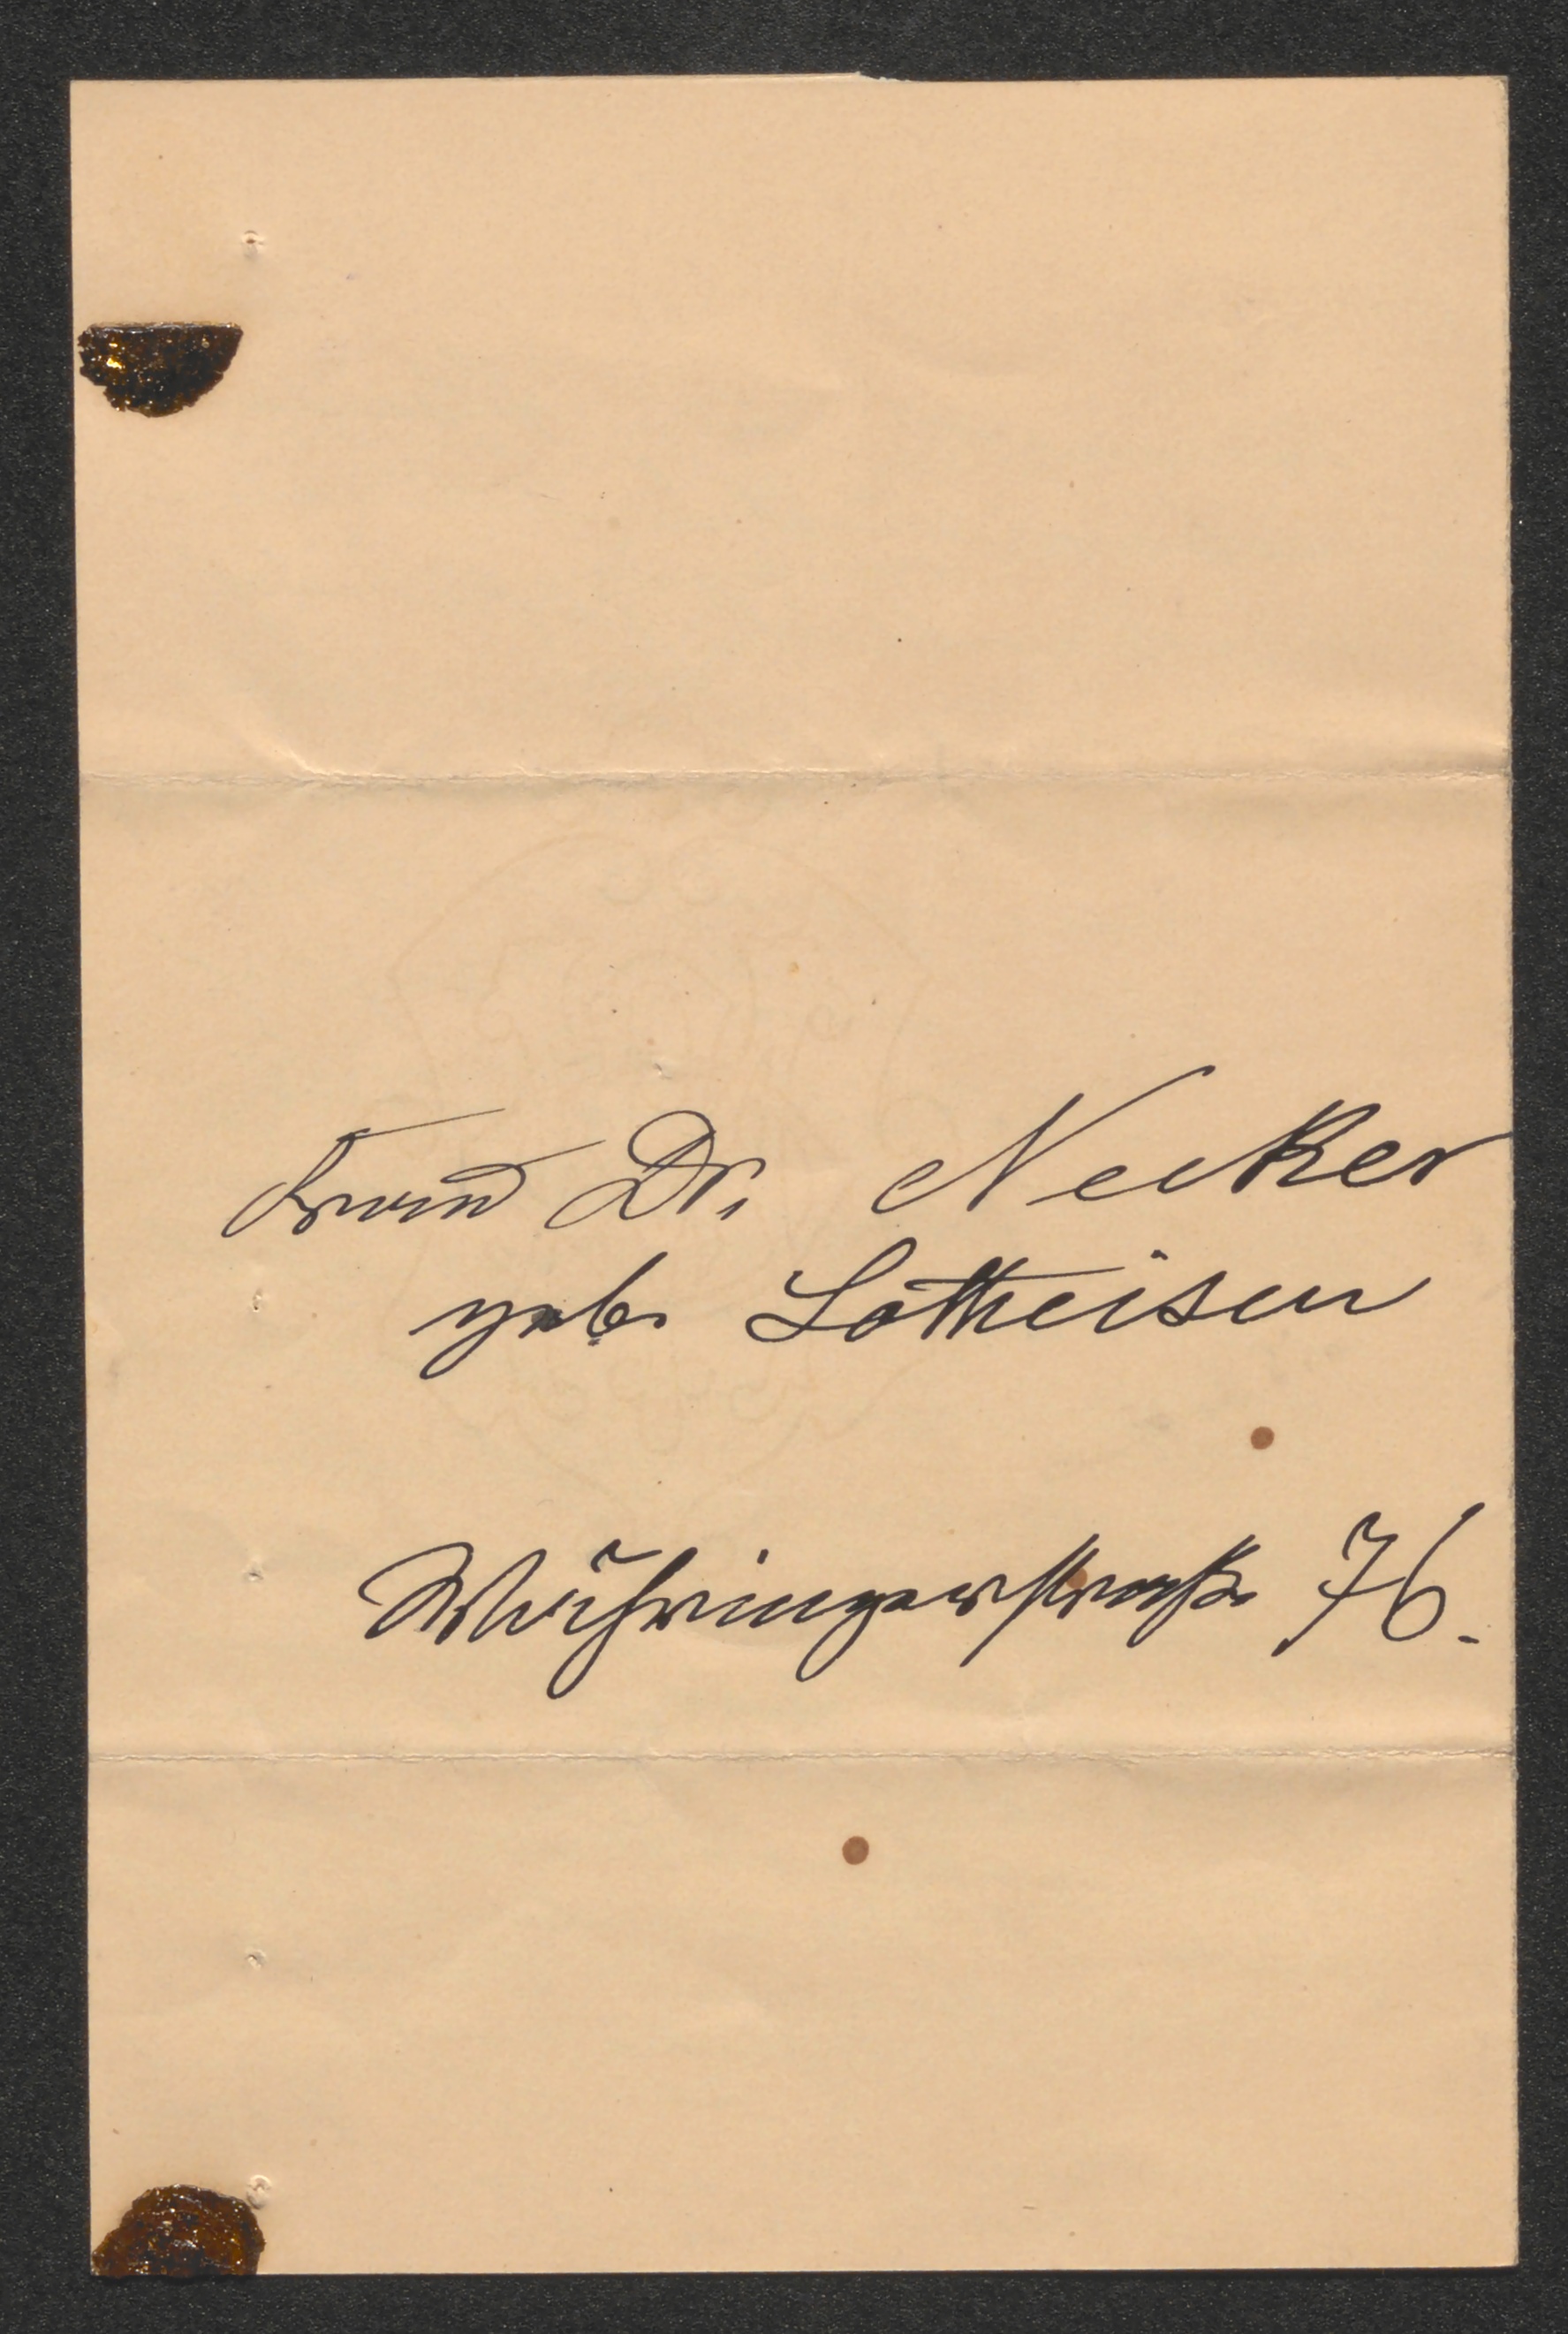 Frau Dr. Necker
geb. Lotheisen
Währingerstraße 76.